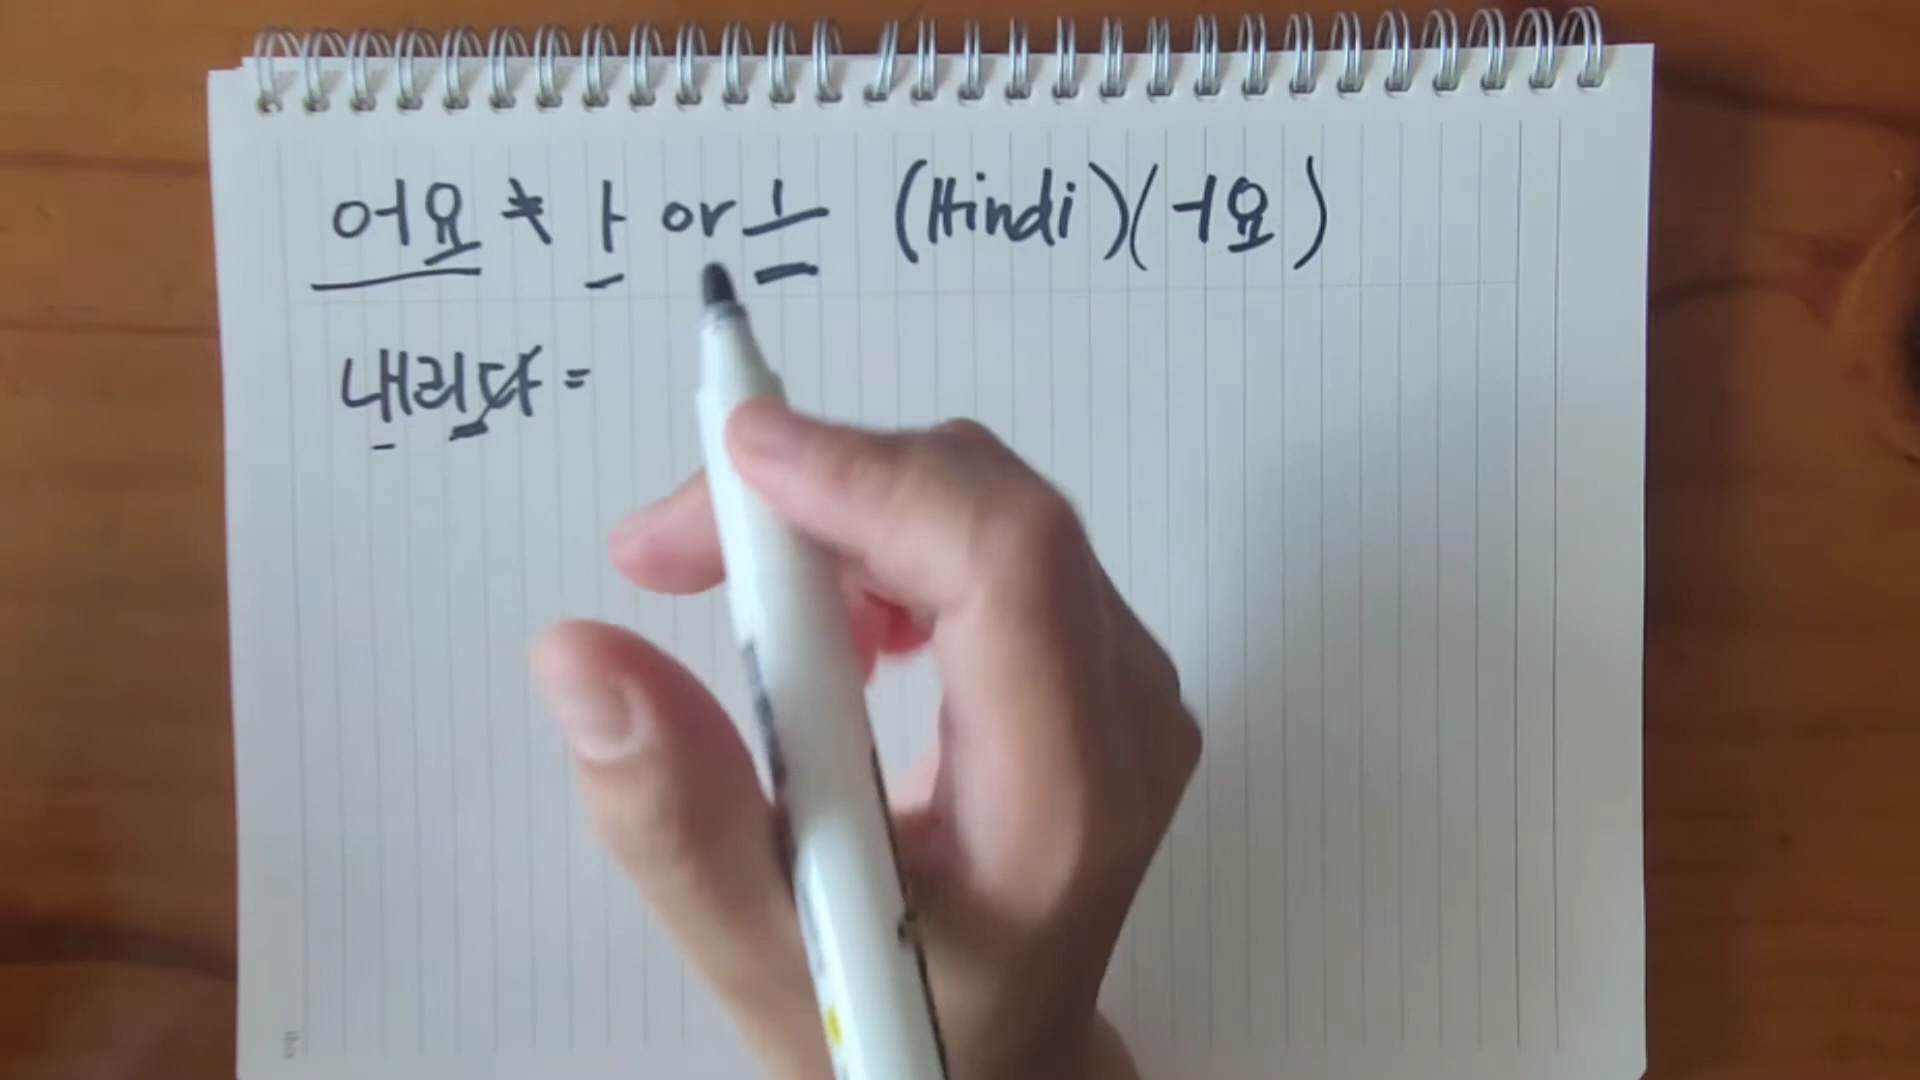 어요 ≠ ㅏ or ㅗ (Hindi) (ㅓ요)
내리다 =